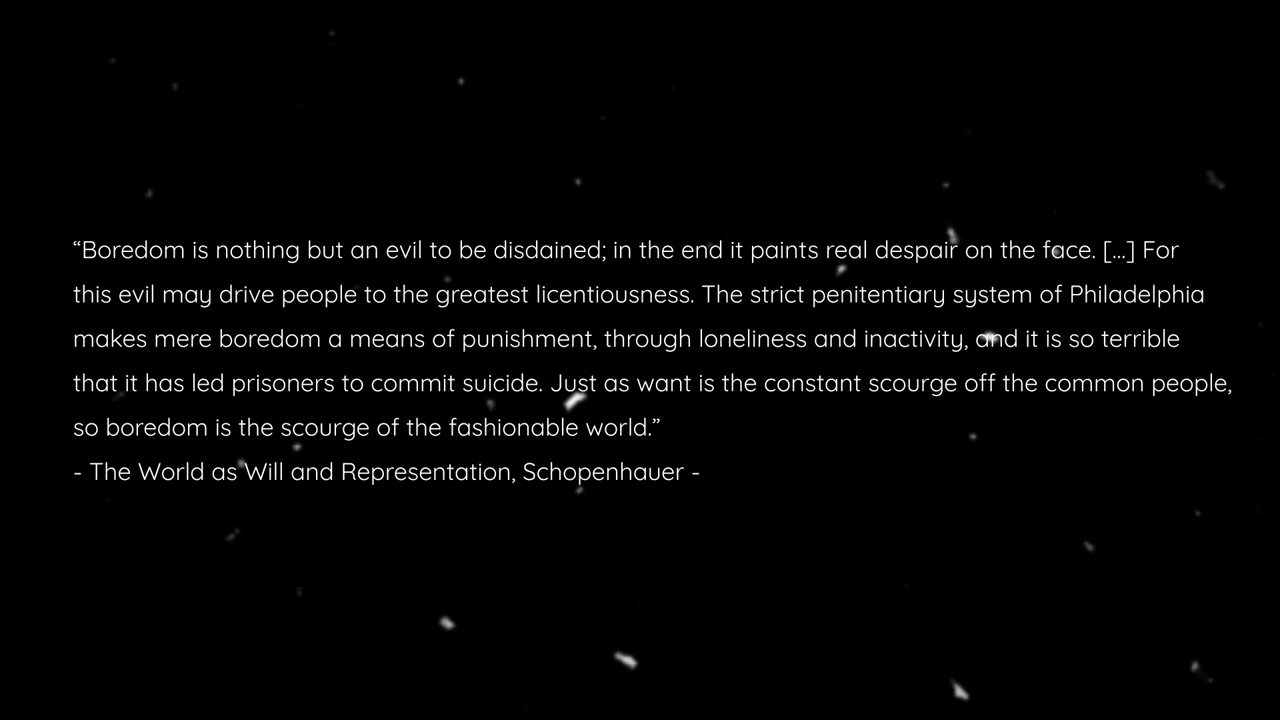 “Boredom is nothing but an evil to be disdained; in the end it paints real despair on the face. [...] For
this evil may drive people to the greatest licentiousness. The strict penitentiary system of Philadelphia
makes mere boredom a means of punishment, through loneliness and inactivity, and it is so terrible
that it has led prisoners to commit suicide. Just as want is the constant scourge off the common people,
so boredom is the scourge of the fashionable world.”
- The World as Will and Representation, Schopenhauer -